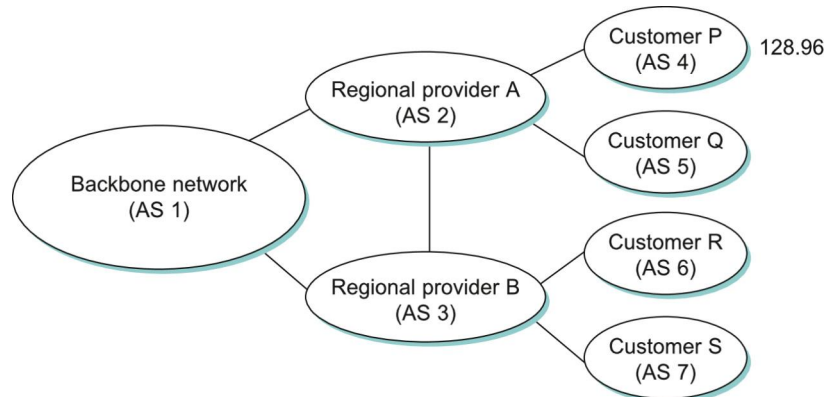 Customer P
(AS 4)
128.96
Regional provider A
(AS 2)
Customer Q
(AS 5)
Backbone network
(AS 1)
Customer R
(AS 6)
Regional provider B
(AS 3)
Customer S
(AS 7)